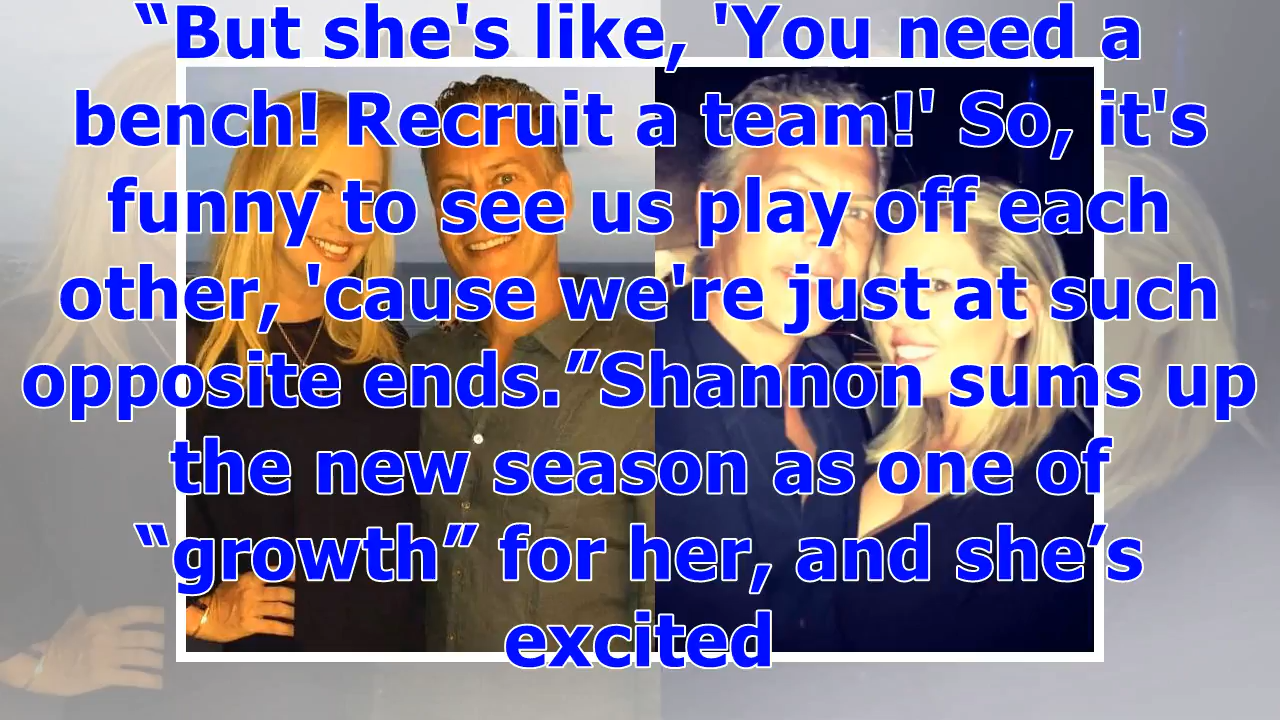 “But she's like, 'You need a
bench! Recruit a team!' So, it's
funny to see us play off each
other, 'cause we're just at such
opposite ends.”Shannon sums up
the new season as one of
“growth” for her, and she’s
excited